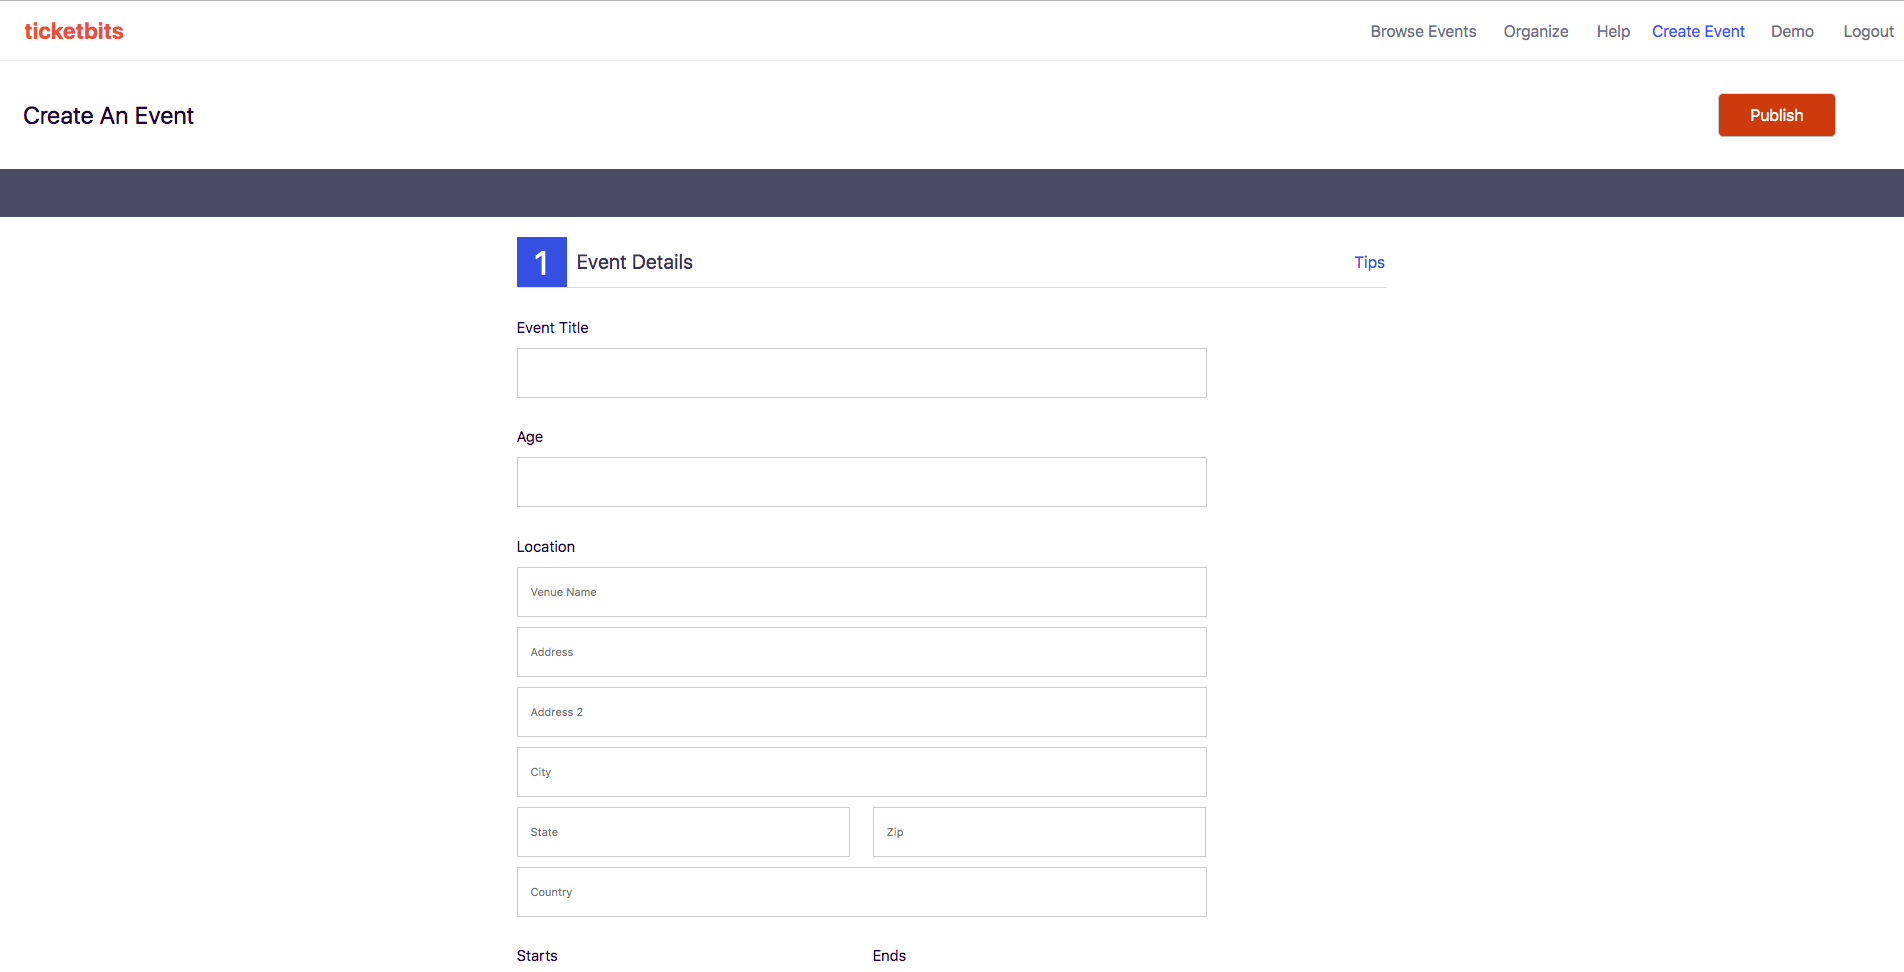 ticketbits Browse Events Organize Help Create Event Demo Logout
Create An Event Publish
1 Event Details Tips
Event Title
Age
Location
Venue Name
Address
Address 2
City
State Zip
Country
Starts Ends